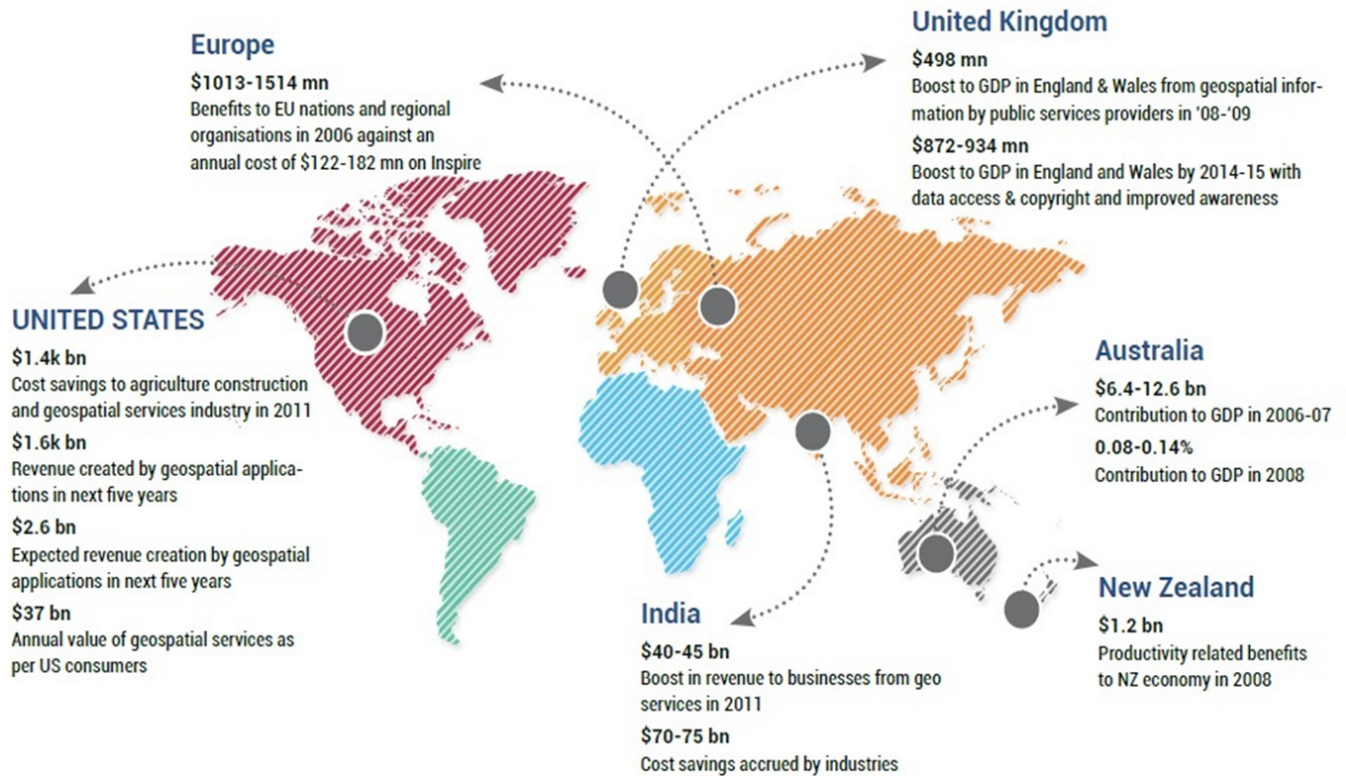 Europe
$1013-1514 mn
Benefits to EU nations and regional
organisations in 2006 against an
annual cost of $122-182 mn on Inspire
United Kingdom
$498 mn
Boost to GDP in England & Wales from geospatial infor-
mation by public services providers in '08-'09
$872-934 mn
Boost to GDP in England and Wales by 2014-15 with
data access & copyright and improved awareness
UNITED STATES
$1.4k bn
Cost savings to agriculture construction
and geospatial services industry in 2011
$1.6k bn
Revenue created by geospatial applica-
tions in next five years
$2.6 bn
Expected revenue creation by geospatial
applications in next five years
$37 bn
Annual value of geospatial services as
per US consumers
Australia
$6.4-12.6 bn
Contribution to GDP in 2006-07
0.08-0.14%
Contribution to GDP in 2008
India
$40-45 bn
Boost in revenue to businesses from geo
services in 2011
$70-75 bn
Cost savings accrued by industries
New Zealand
$1.2 bn
Productivity related benefits
to NZ economy in 2008